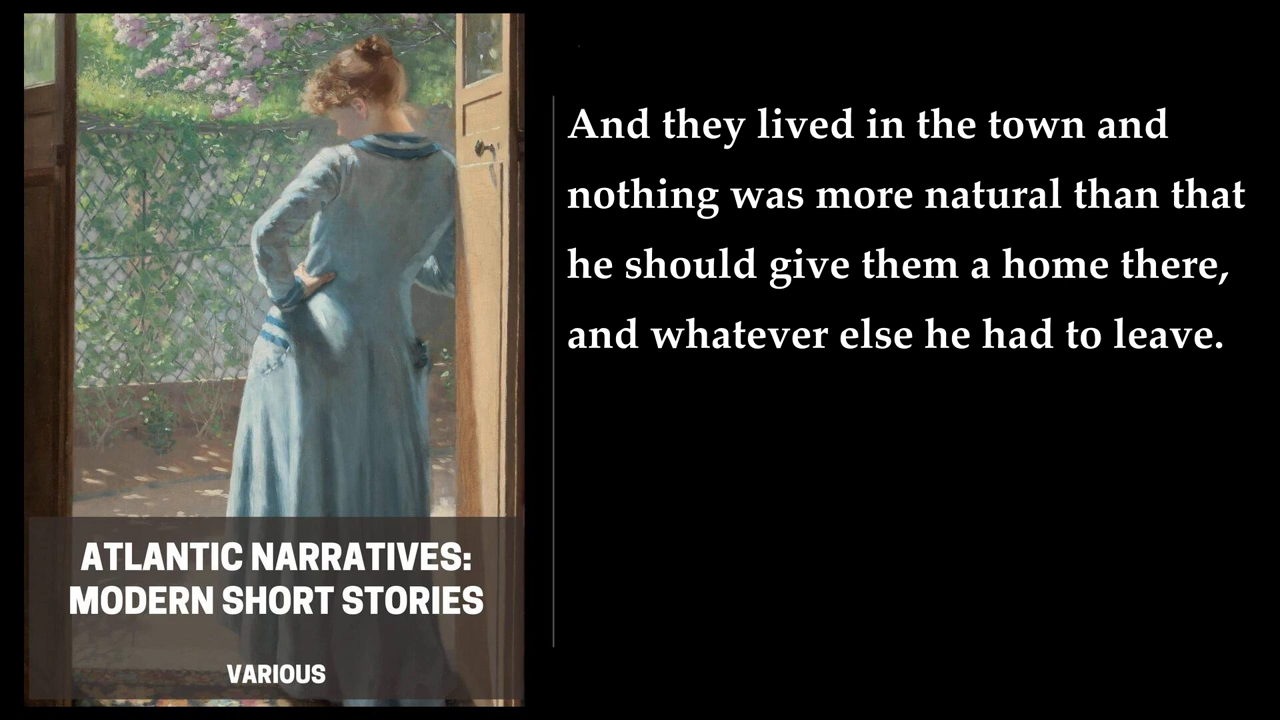 And they lived in the town and
nothing was more natural than that
he should give them a home there,
and whatever else he had to leave.
ATLANTIC NARRATIVES:
MODERN SHORT STORIES
VARIOUS